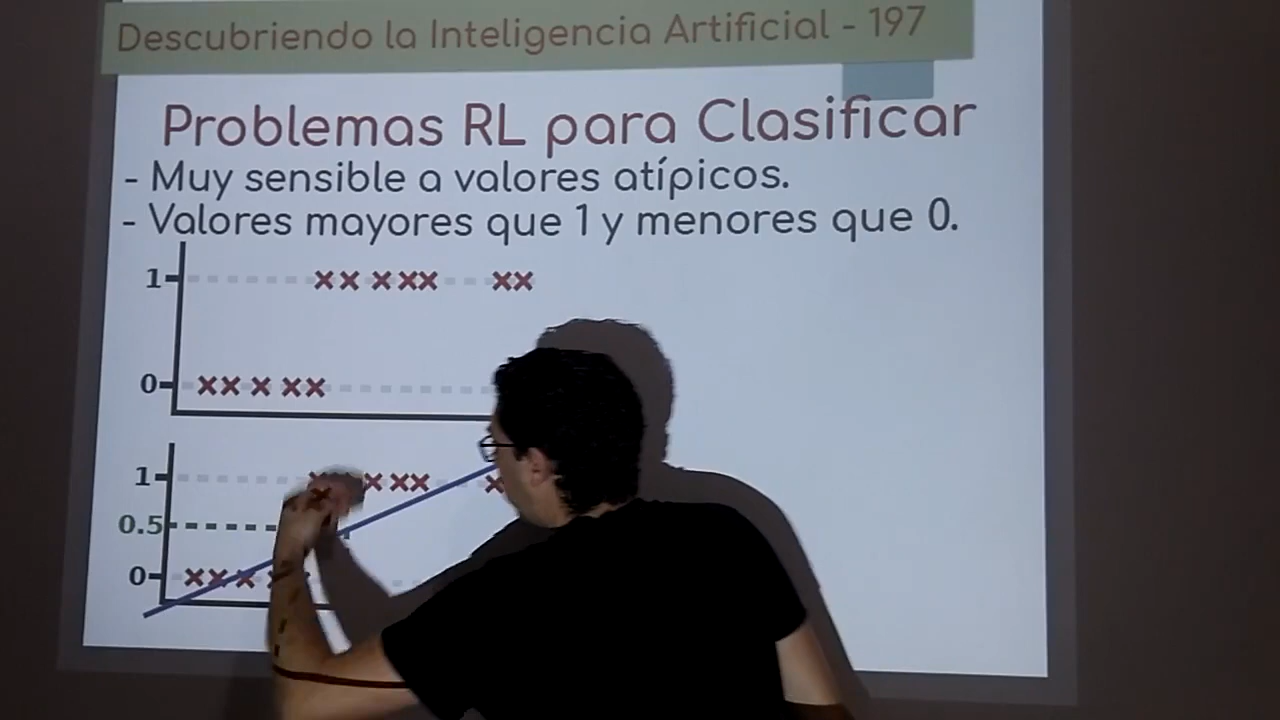 Descubriendo la Inteligencia Artificial - 197
Problemas RL para Clasificar
- Muy sensible a valores atípicos.
- Valores mayores que 1 y menores que 0.
1
0
1
0.5
0